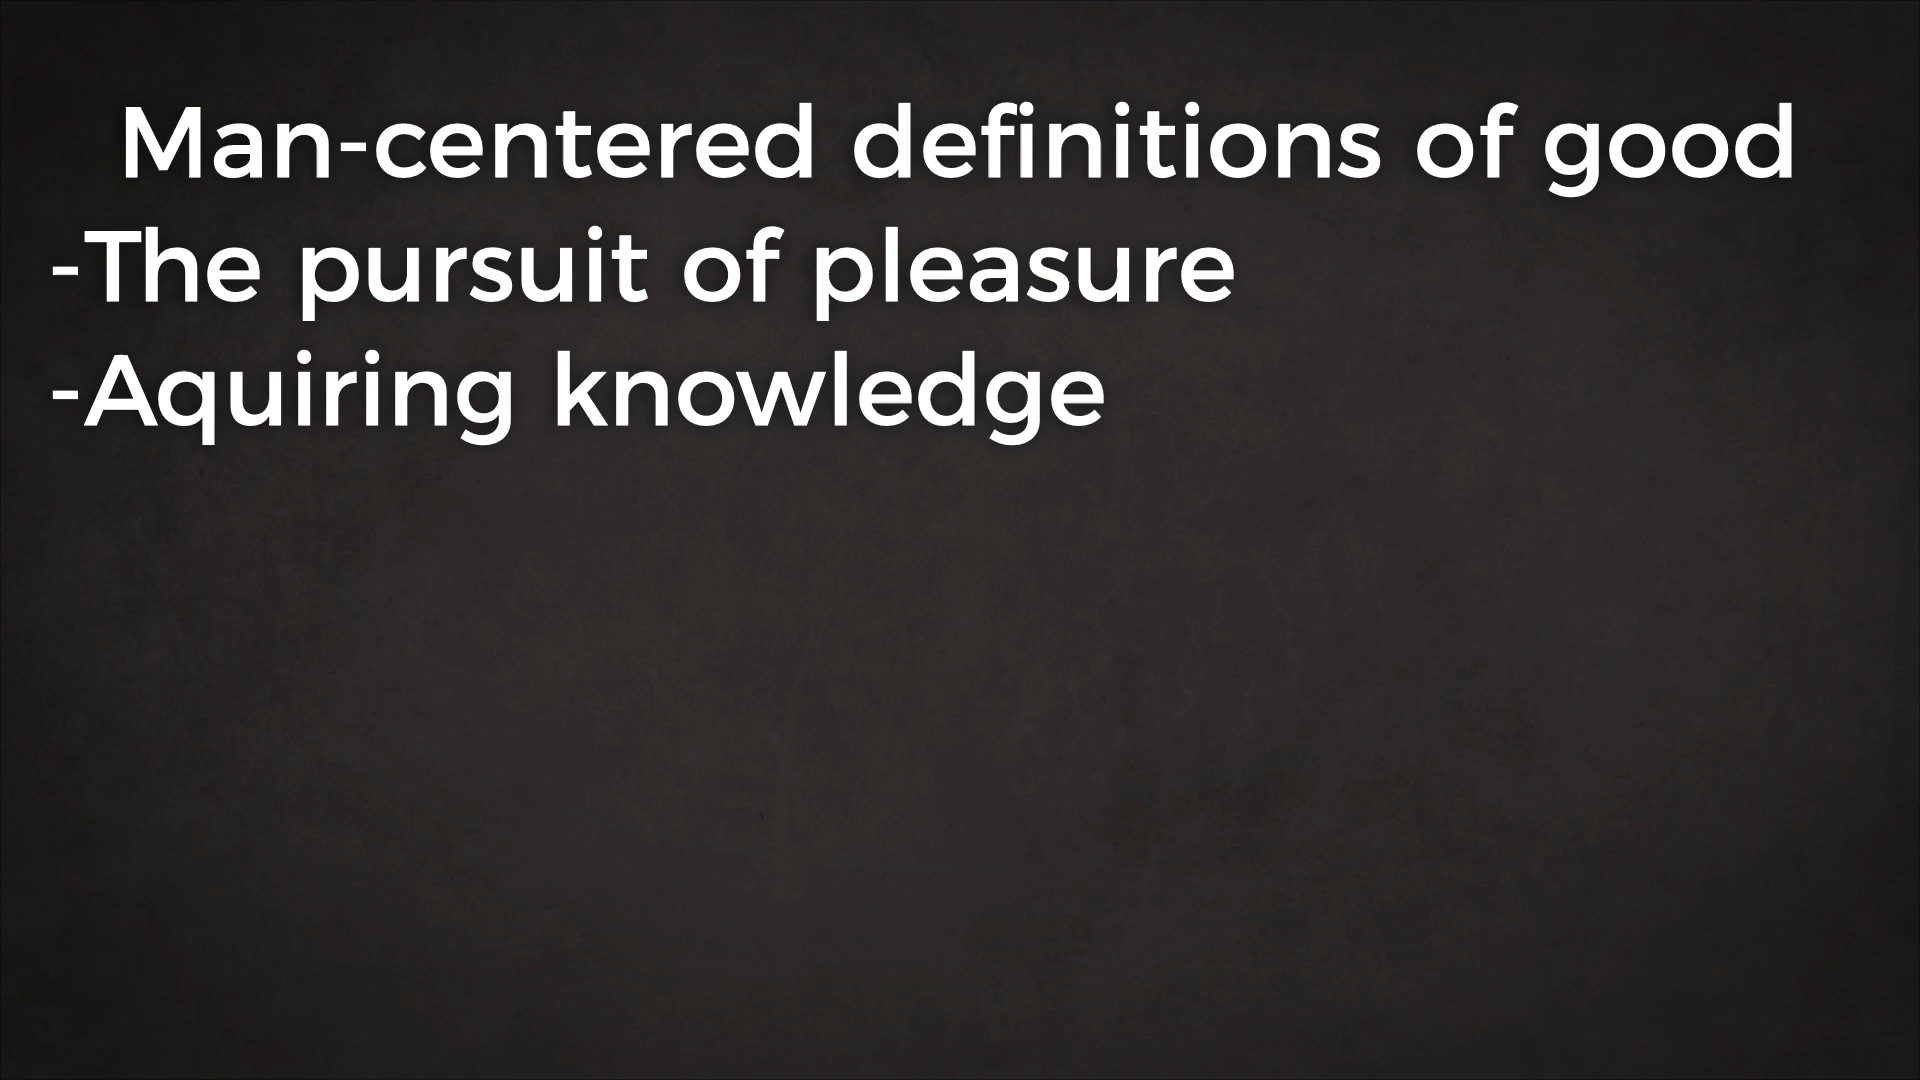 Man-centered definitions of good
-The pursuit of pleasure
-Aquiring knowledge